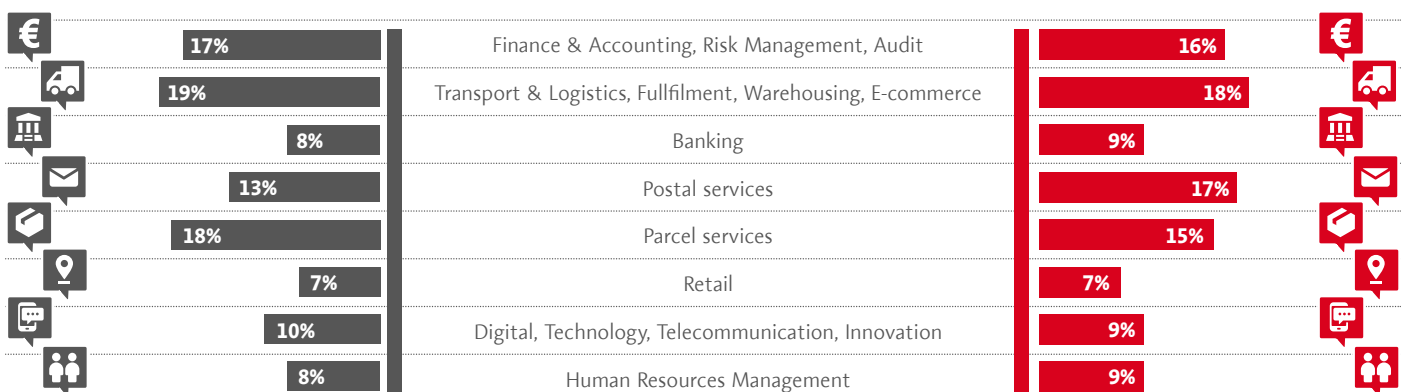 17% Finance & Accounting, Risk Management, Audit 16%
19% Transport & Logistics, Fullfilment, Warehousing, E-commerce 18%
8% Banking 9%
13% Postal services 17%
18% Parcel services 15%
7% Retail 7%
10% Digital, Technology, Telecommunication, Innovation 9%
8% Human Resources Management 9%